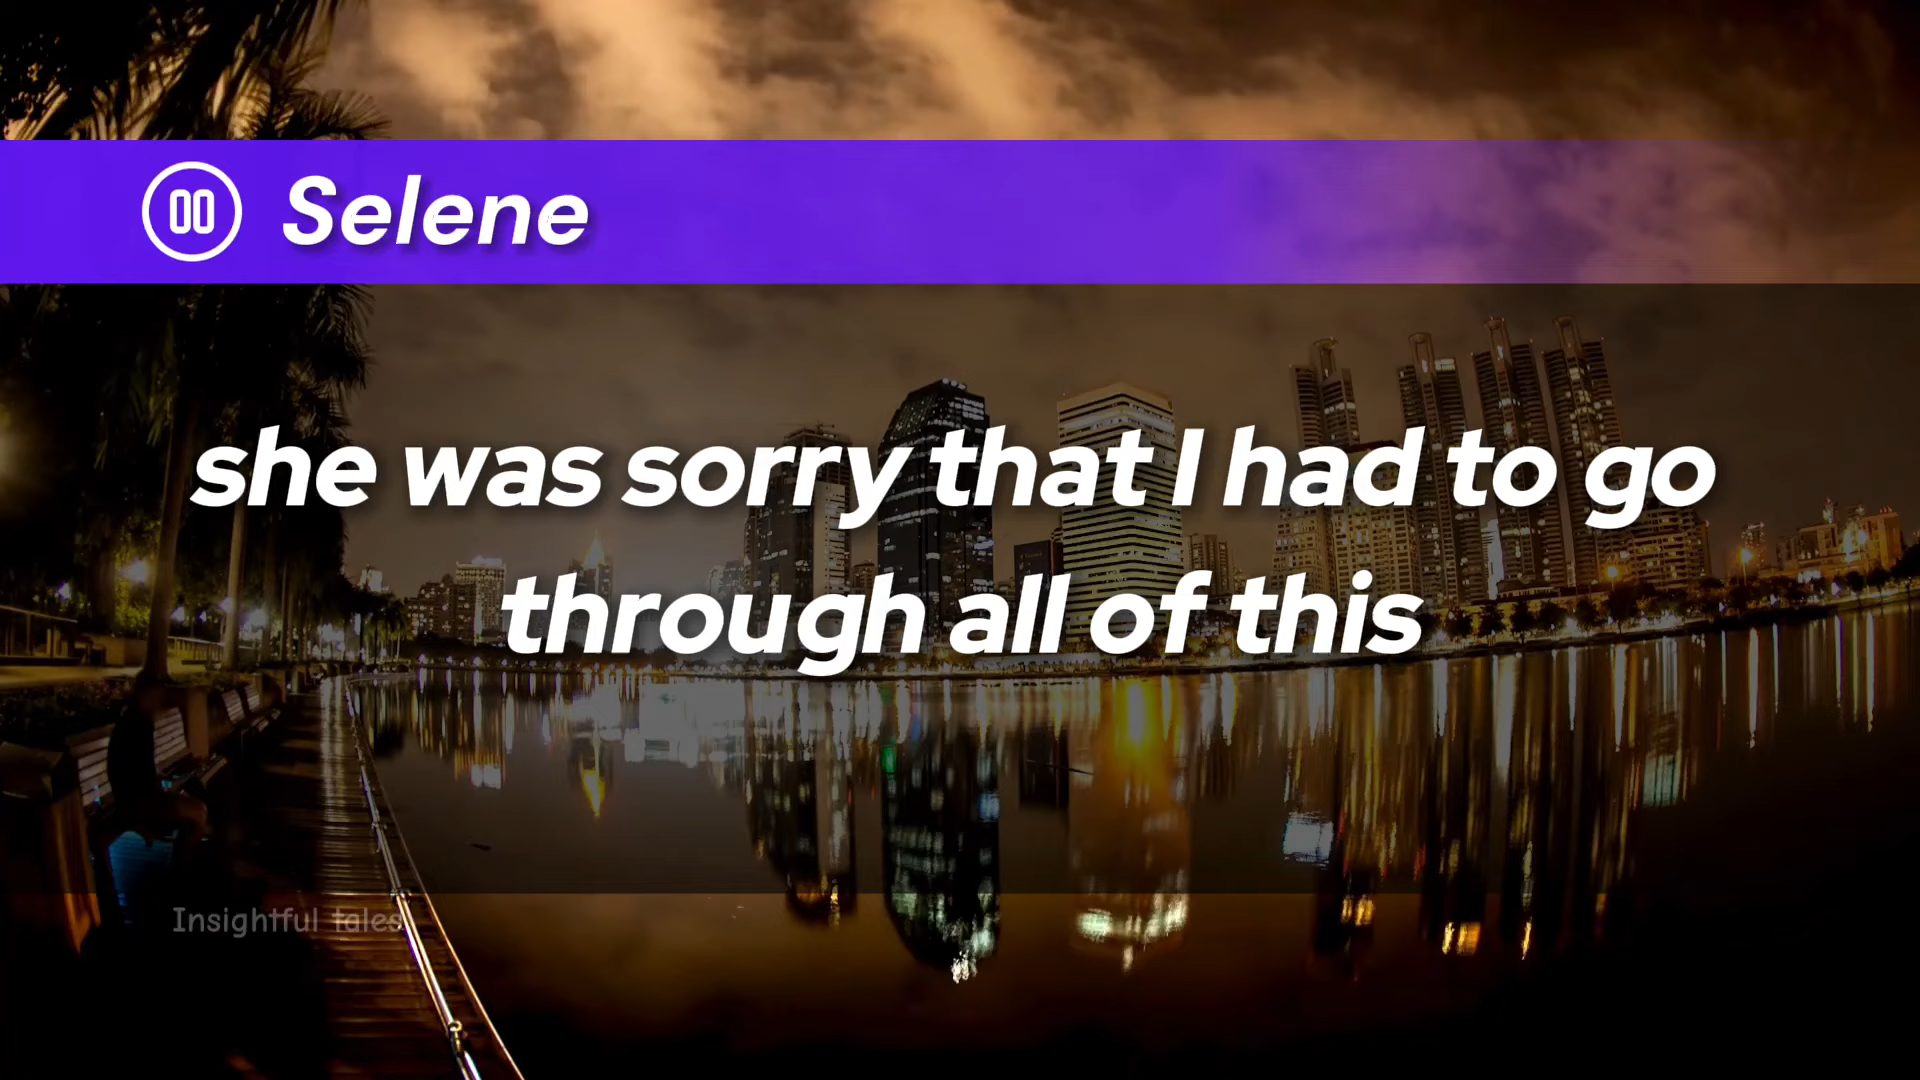 Selene
she was sorry that I had to go
through all of this
Insightful tales